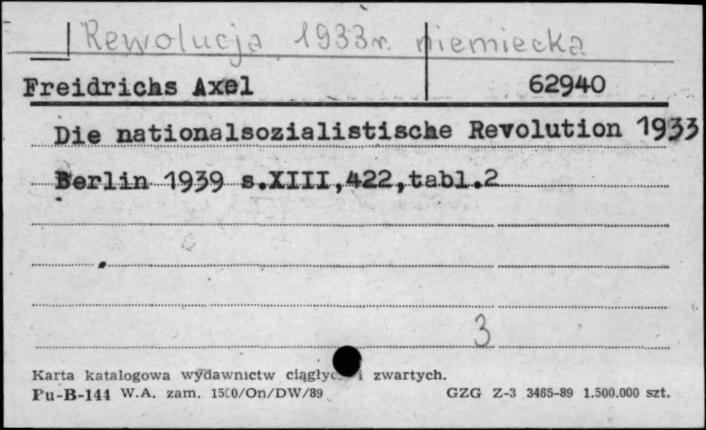 Rewolucja 1933r. niemiecka
Freidrichs Axel 62940
Die nationalsozialistische Revolution 1933
Berlin 1939 s.XIII,422,tabl.2
3
Karta katalogowa wydawnictw i zwartych.
Pu-B-144 W.A. zam. 1500/On/DW/89 GZG Z-3 3465-89 1.500.000 szt.